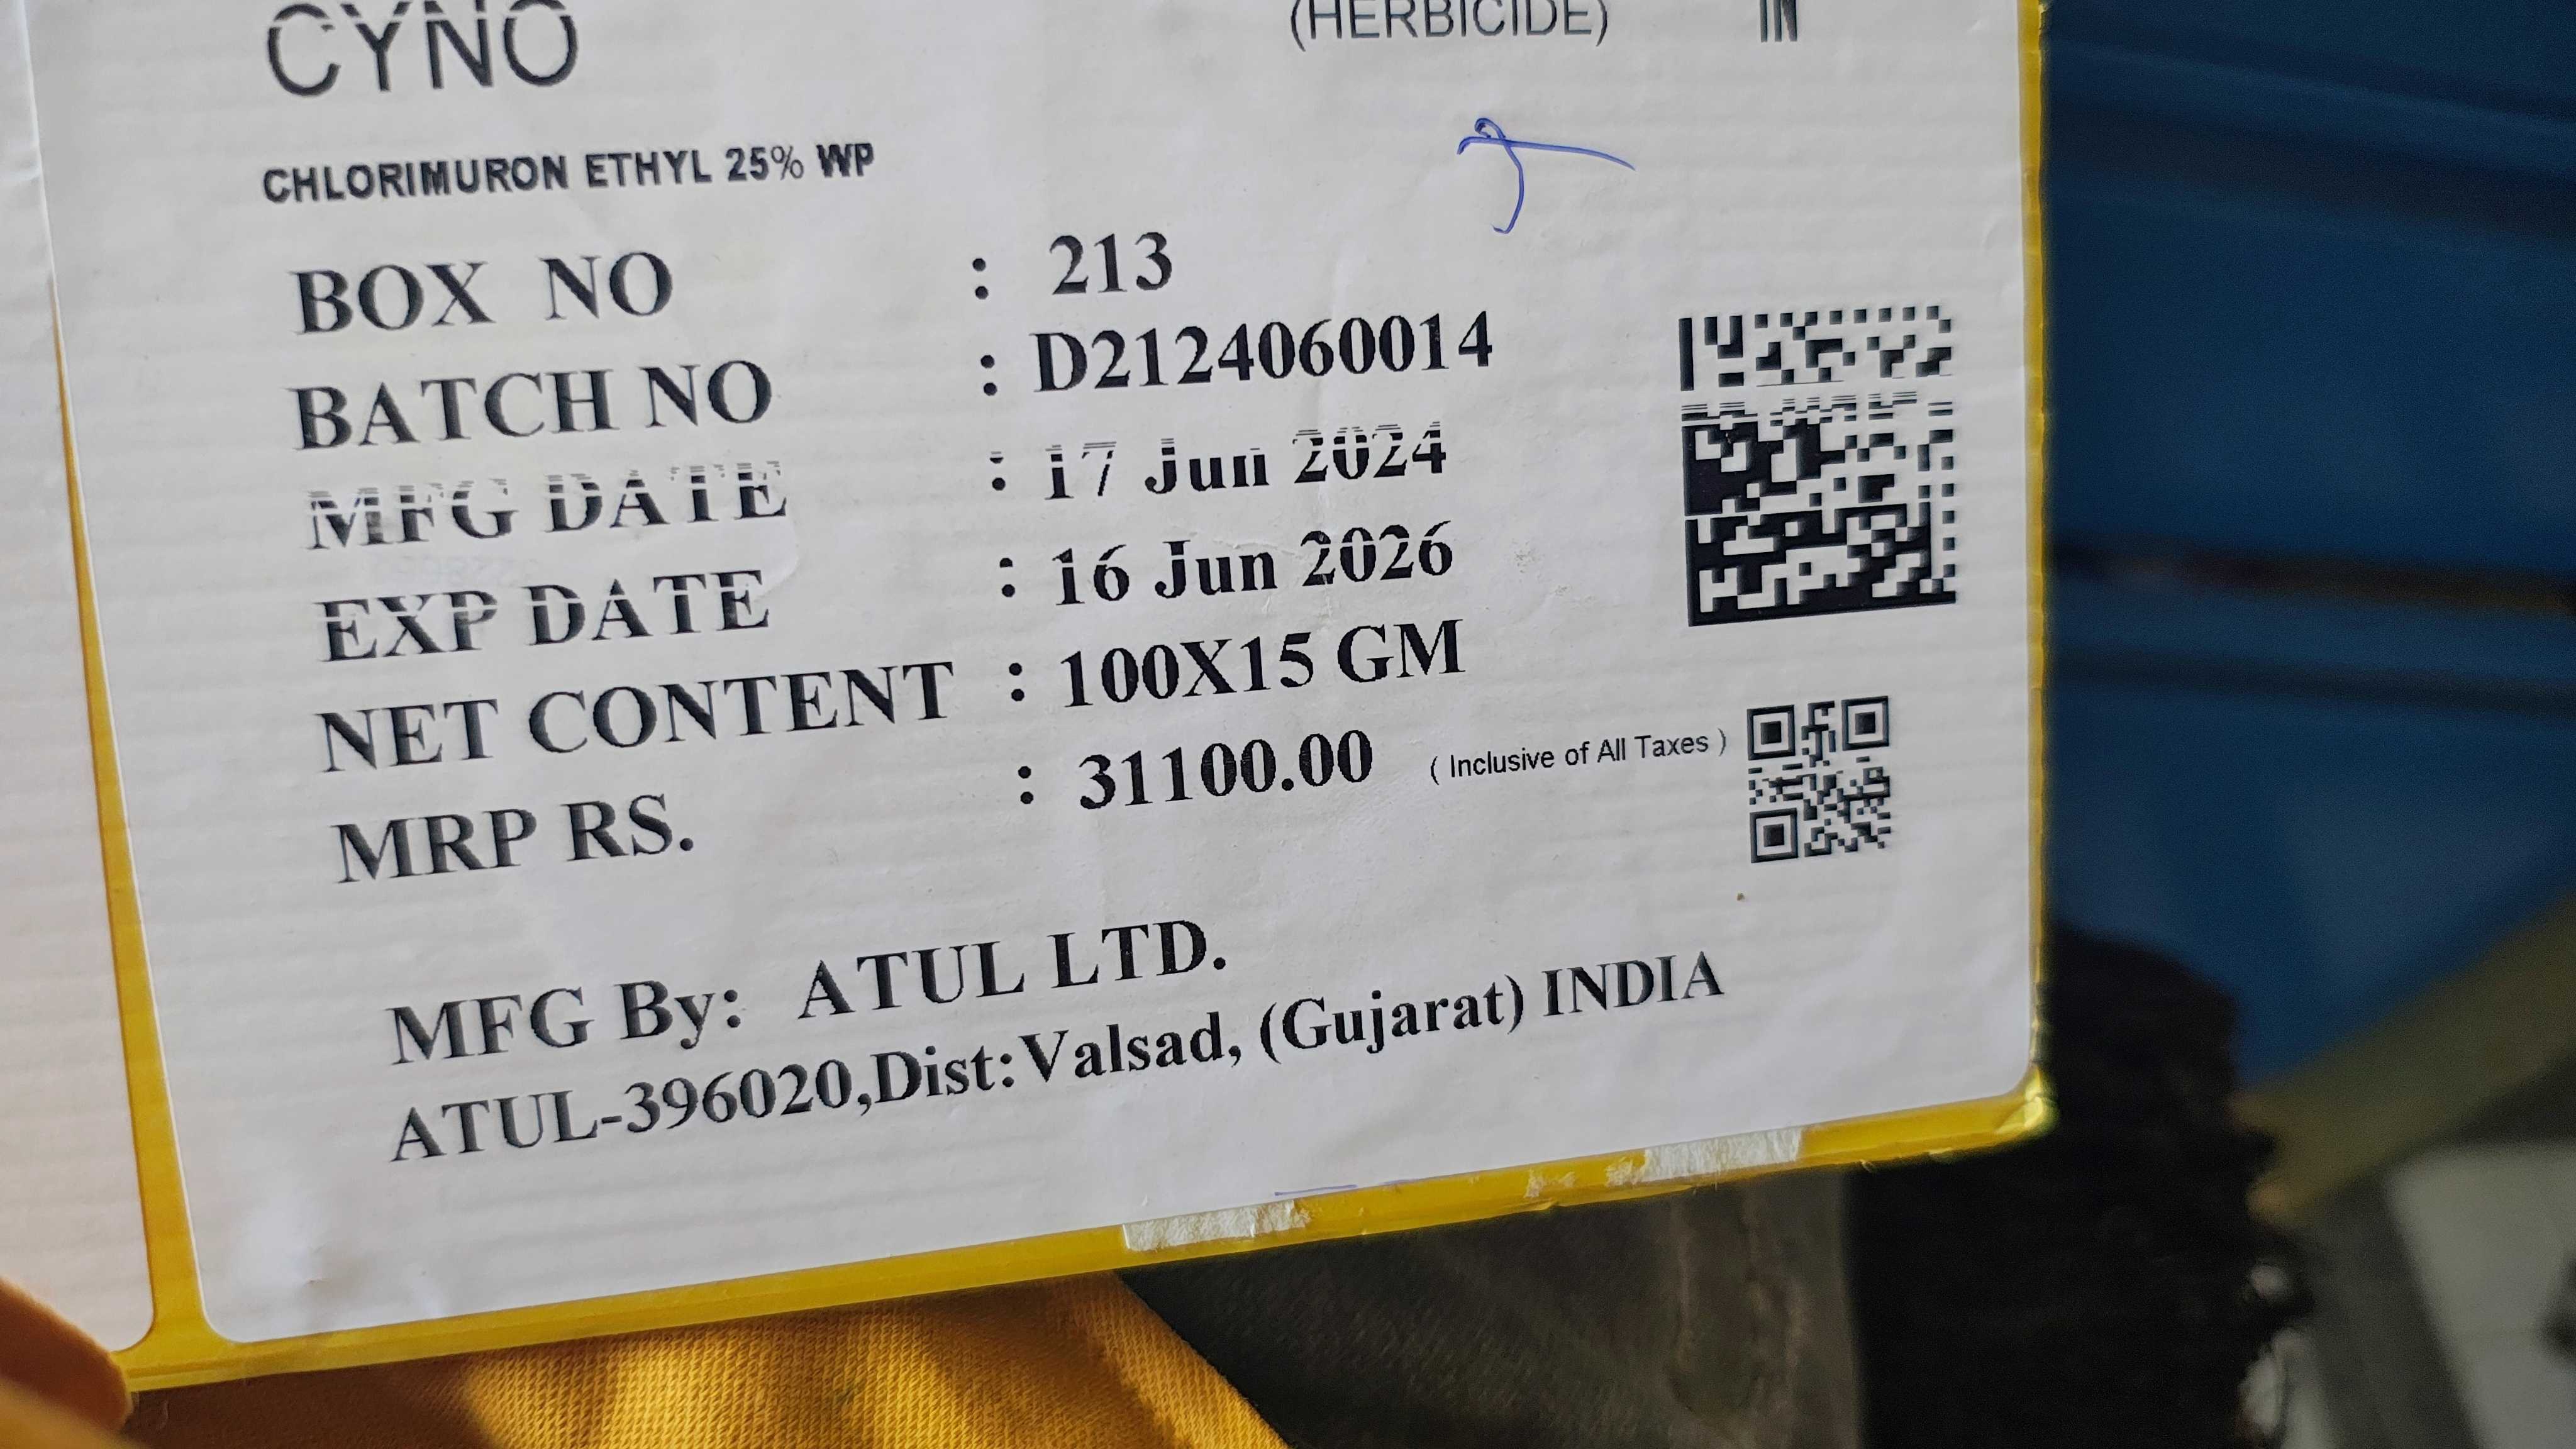 CYNO (HERBICIDE) IN
CHLORIMURON ETHYL 25% WP
BOX NO : 213
BATCH NO : D2124060014
MFG DATE : 17 Jun 2024
EXP DATE : 16 Jun 2026
NET CONTENT : 100X15 GM
MRP RS. : 31100.00 ( Inclusive of All Taxes )
MFG By: ATUL LTD.
ATUL-396020,Dist:Valsad, (Gujarat) INDIA